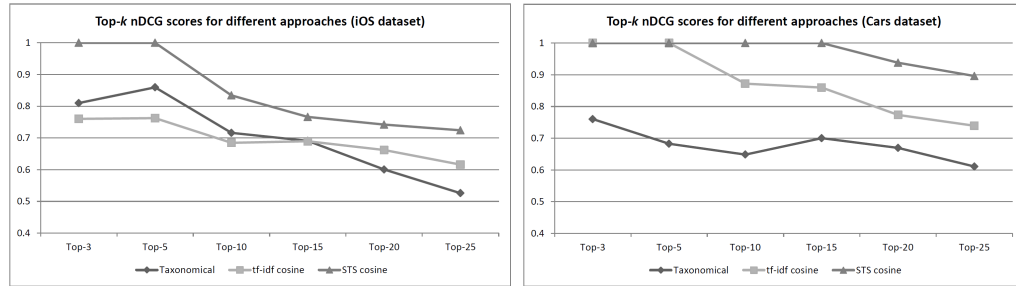 Top-k nDCG scores for different approaches (iOS dataset)
1
0.9
0.8
0.7
0.6
0.5
0.4
Top-3 Top-5 Top-10 Top-15 Top-20 Top-25
Taxonomical tf-idf cosine STS cosine
Top-k nDCG scores for different approaches (Cars dataset)
1
0.9
0.8
0.7
0.6
0.5
0.4
Top-3 Top-5 Top-10 Top-15 Top-20 Top-25
Taxonomical tf-idf cosine STS cosine